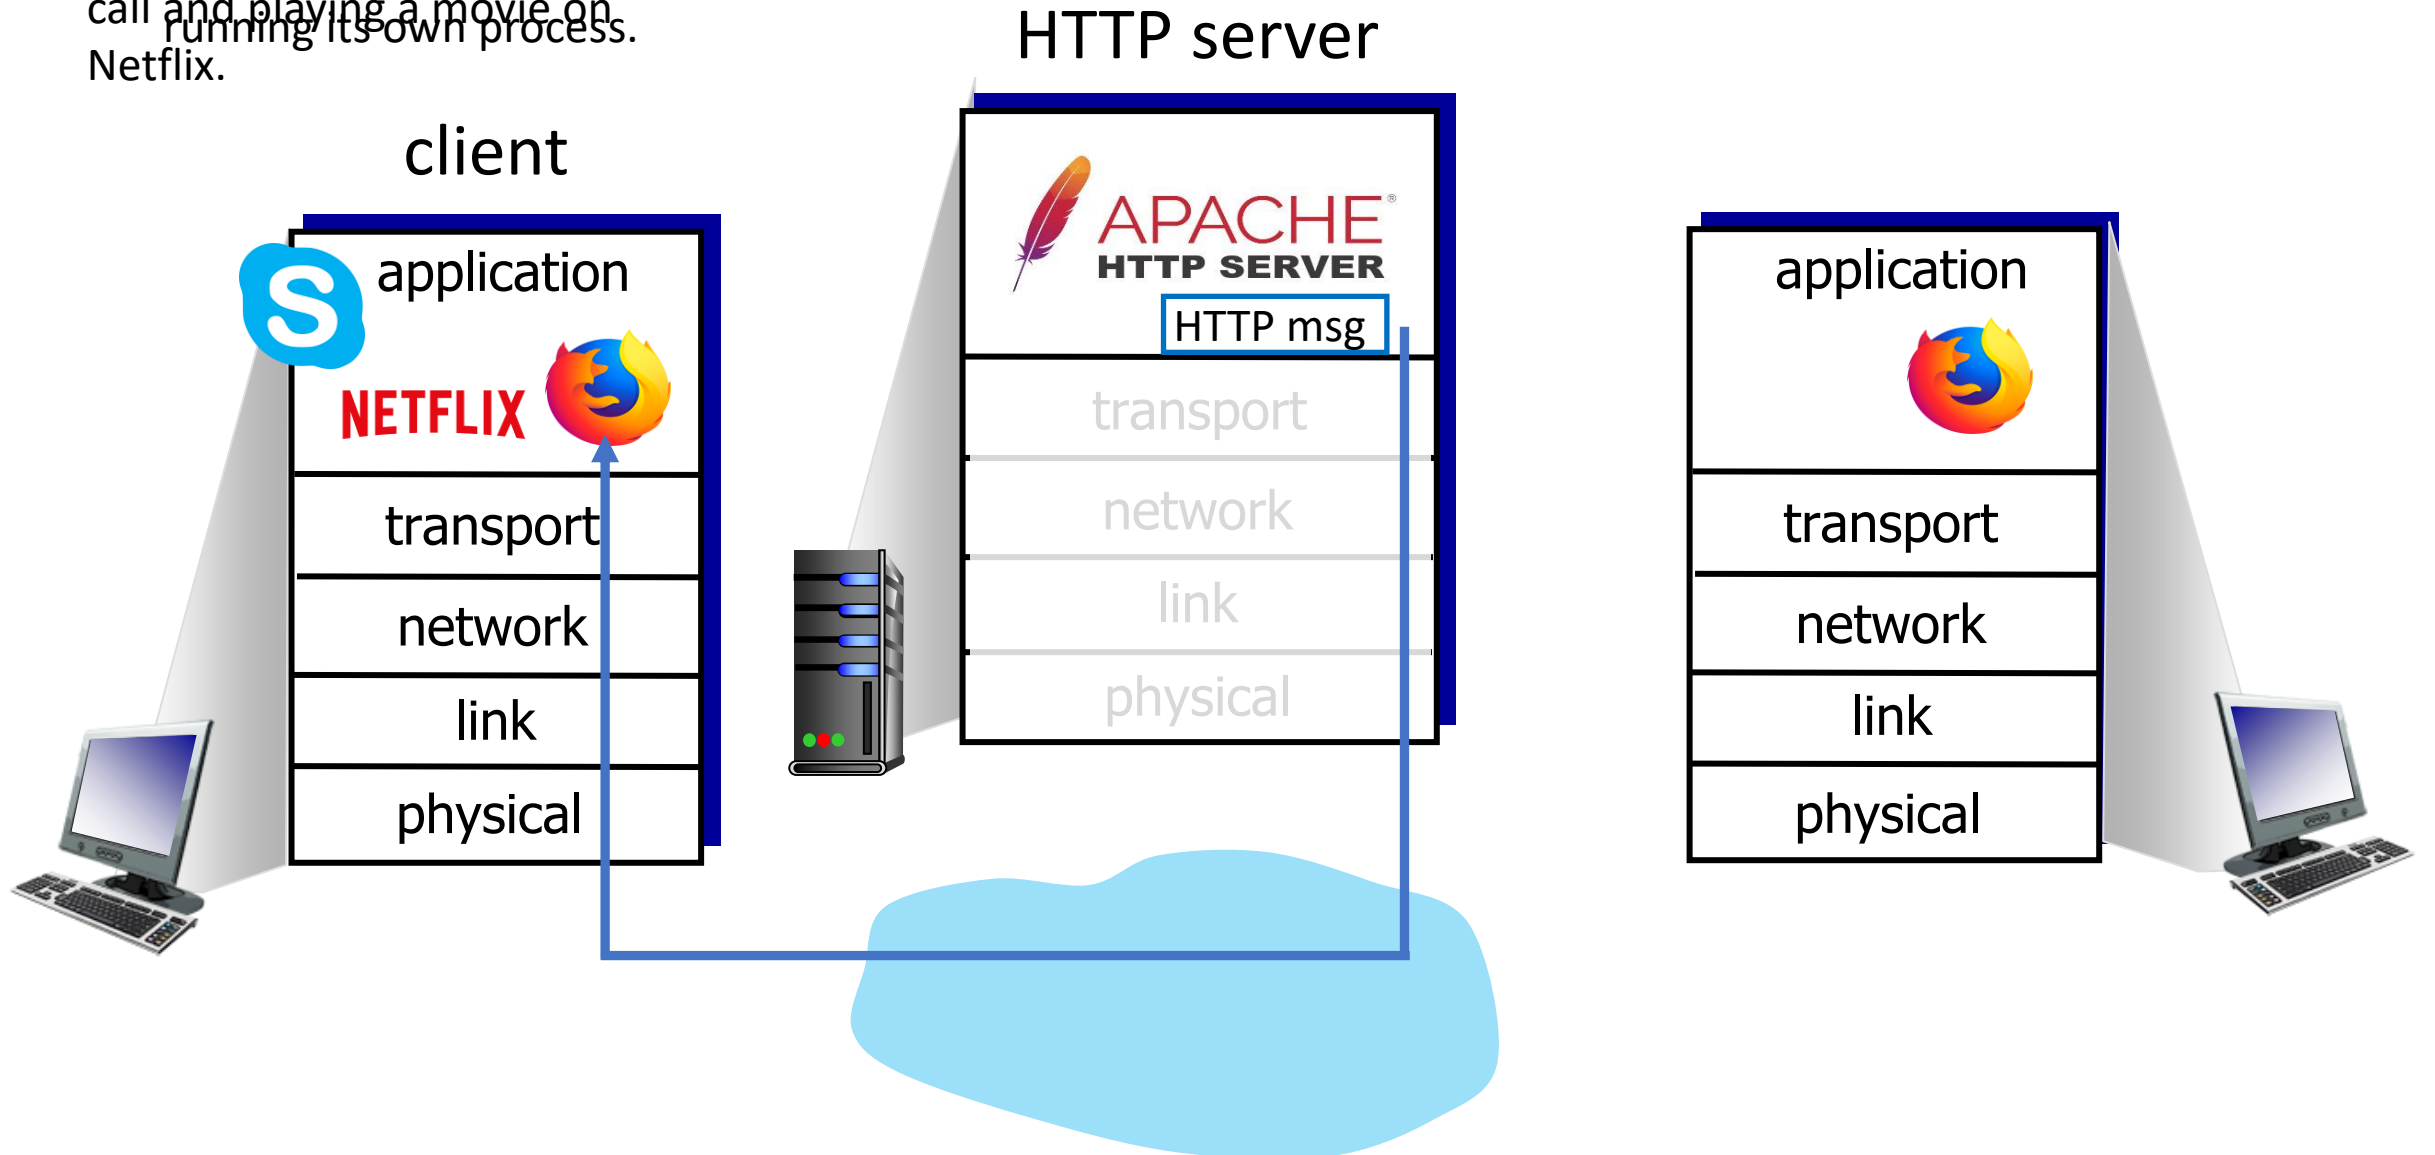 call and playing a movie on
running its own process.
Netflix.
HTTP server
client
APACHE®
HTTP SERVER
HTTP msg
application
S
NETFLIX
transport
network
link
physical
transport
network
link
physical
application
transport
network
link
physical